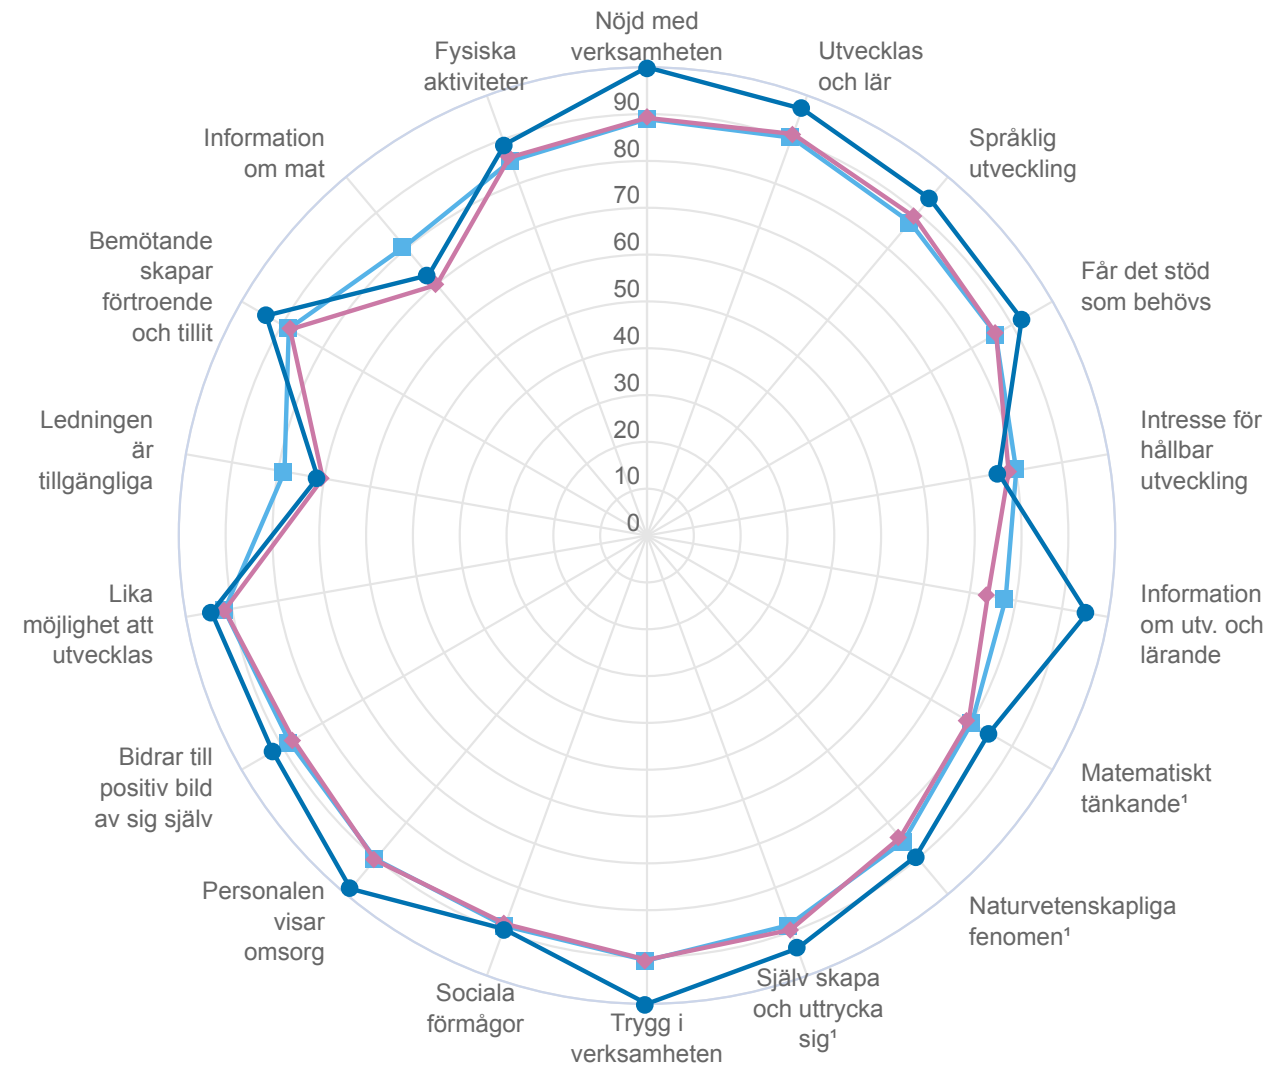 Nöjd med
verksamheten
Utvecklas
och lär
Språklig
utveckling
Får det stöd
som behövs
Intresse för
hållbar
utveckling
Information
om utv. och
lärande
Matematiskt
tänkande¹
Naturvetenskapliga
fenomen¹
Själv skapa
och uttrycka
sig¹
Trygg i
verksamheten
Sociala
förmågor
Personalen
visar
omsorg
Bidrar till
positiv bild
av sig själv
Lika
möjlighet att
utvecklas
Ledningen
är
tillgängliga
Bemötande
skapar
förtroende
och tillit
Information
om mat
Fysiska
aktiviteter
90
80
70
60
50
40
30
20
10
0